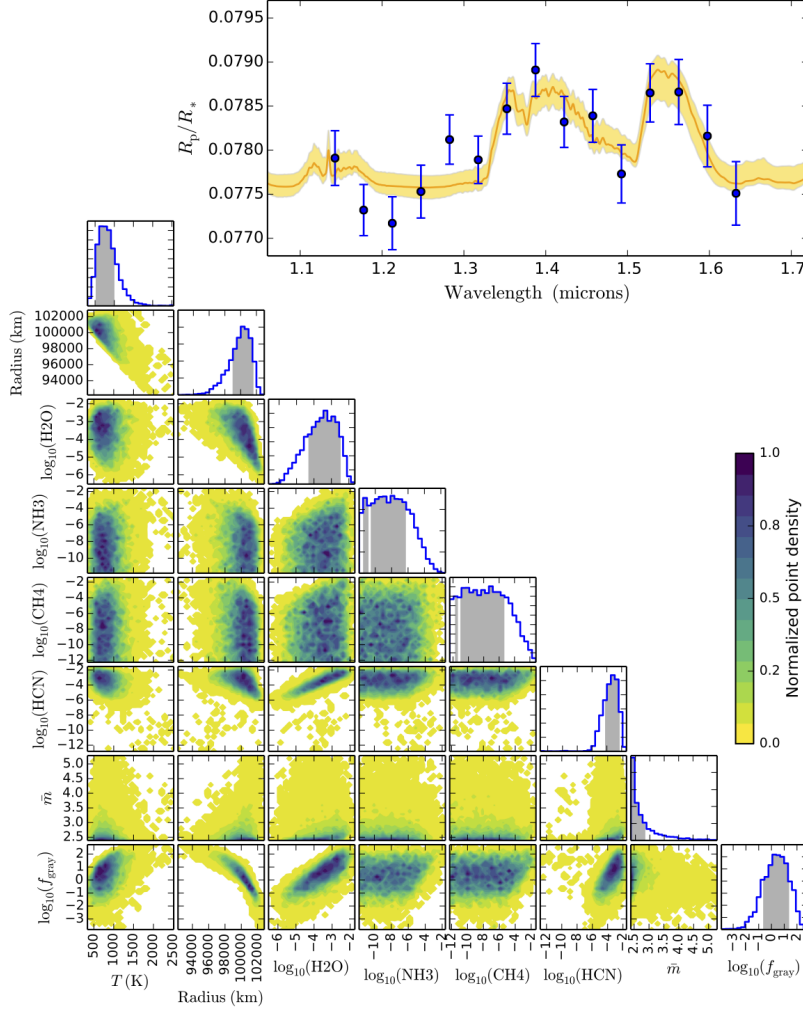 0.0795
0.0790
0.0785
0.0780
0.0775
0.0770
Rp/R*
1.1 1.2 1.3 1.4 1.5 1.6 1.7
Wavelength (microns)
102000
100000
98000
96000
94000
Radius (km)
−2
−3
−4
−5
−6
log10(H2O)
−2
−4
−6
−8
−10
log10(NH3)
−2
−4
−6
−8
−10
−12
log10(CH4)
−2
−4
−6
−8
−10
−12
log10(HCN)
5.0
4.5
4.0
3.5
3.0
2.5
m̄
2
1
0
−1
−2
−3
log10(fgray)
1.0
0.8
0.5
0.2
0.0
Normalized point density
500 1000 1500 2000 2500
T (K)
94000 96000 98000 100000 102000
Radius (km)
−6 −5 −4 −3 −2
log10(H2O)
−10 −8 −6 −4 −2
log10(NH3)
−12 −10 −8 −6 −4 −2
log10(CH4)
−12 −10 −8 −6 −4 −2
log10(HCN)
2.5 3.0 3.5 4.0 4.5 5.0
m̄
−3 −2 −1 0 1 2
log10(fgray)